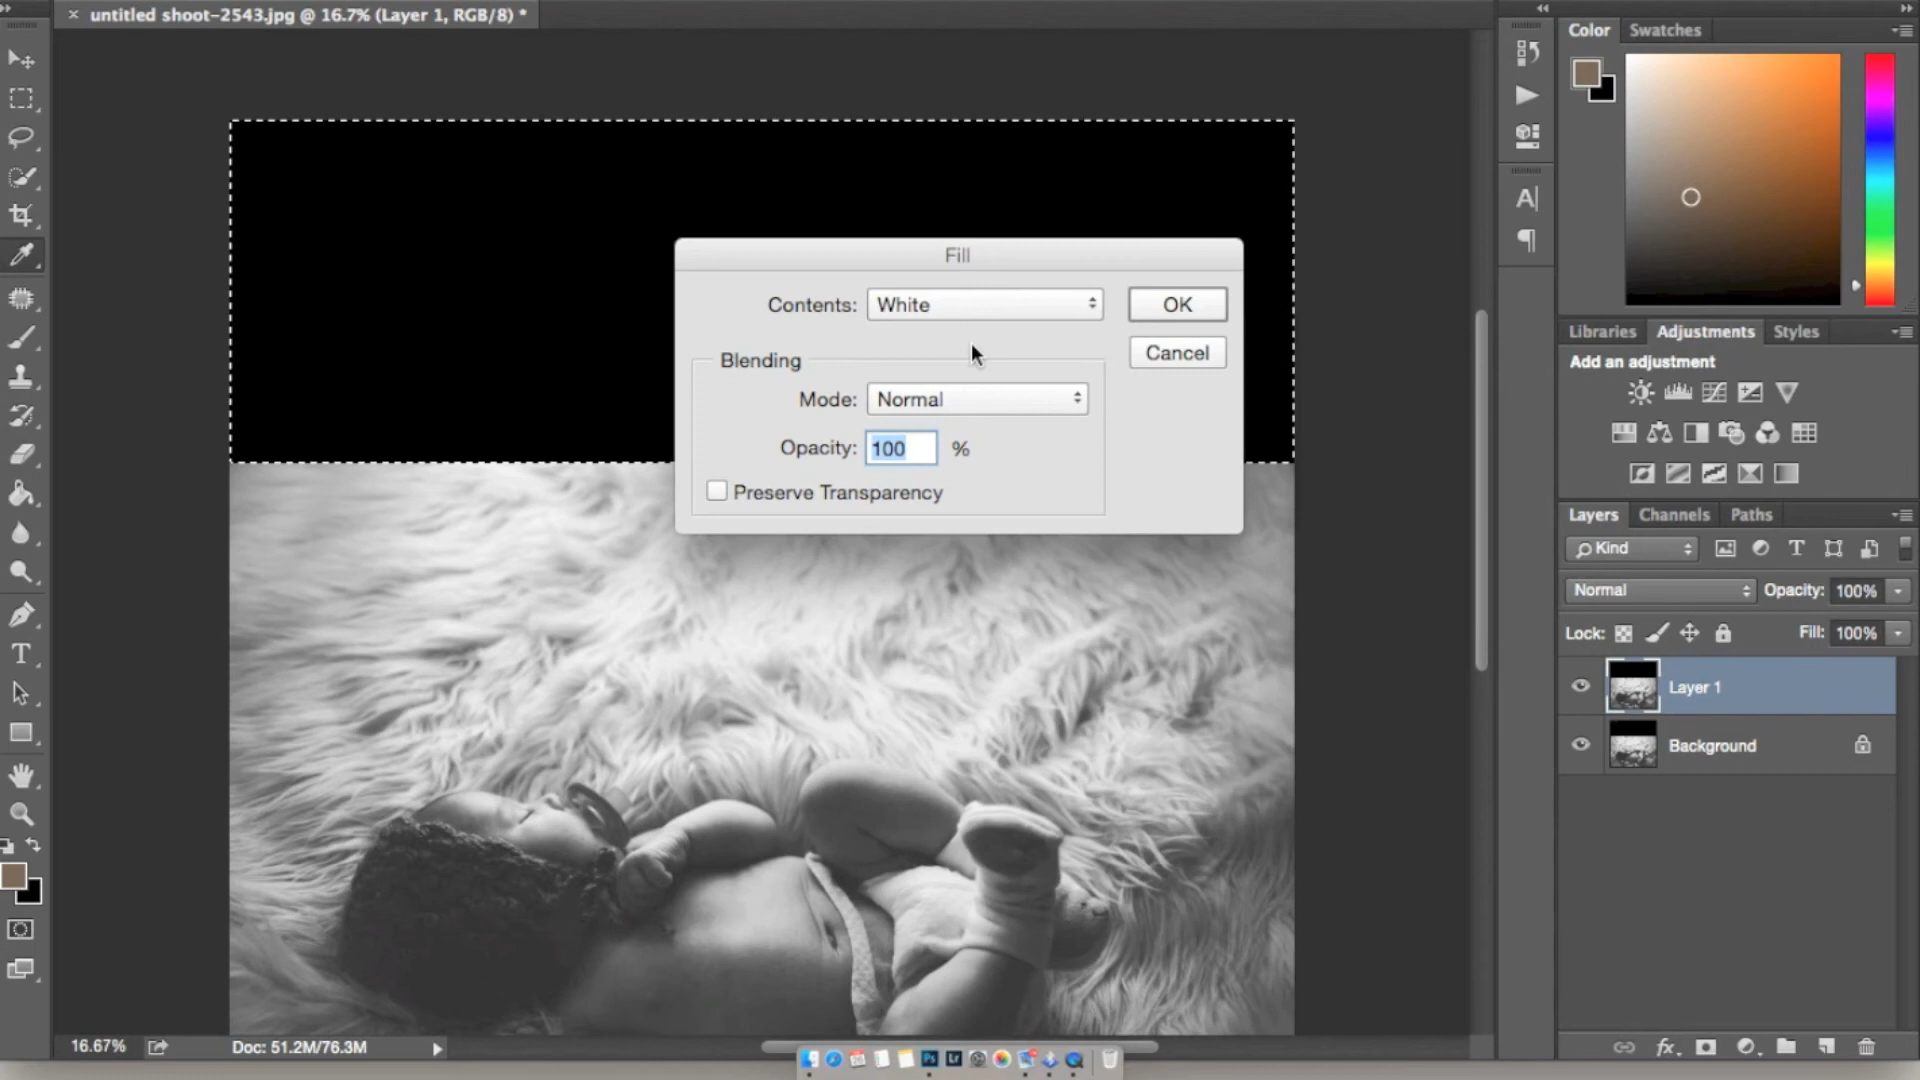 untitled shoot-2543.jpg @ 16.7% (Layer 1, RGB/8) *
Color
Swatches
Fill
Contents: White
OK
Cancel
Blending
Mode: Normal
Opacity: 100 %
Preserve Transparency
Libraries
Adjustments
Styles
Add an adjustment
Layers
Channels
Paths
Kind
Normal
Opacity: 100%
Lock:
Fill: 100%
Layer 1
Background
16.67%
Doc: 51.2M/76.3M
Ps
Lr